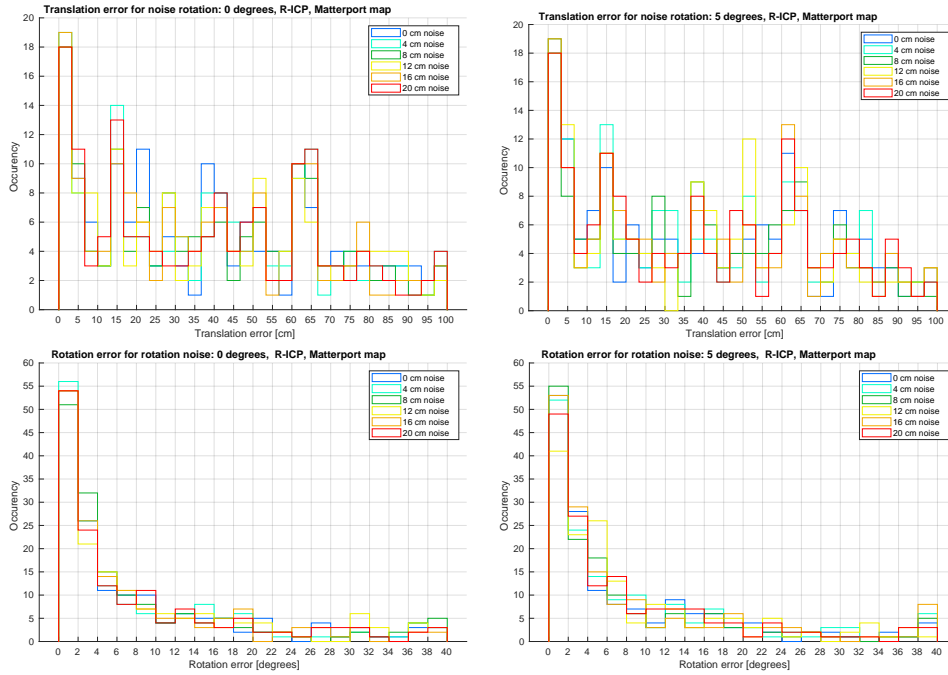 Translation error for noise rotation: 0 degrees, R-ICP, Matterport map
20
18
16
14
12
10
8
6
4
2
0
Occurency
0 cm noise
4 cm noise
8 cm noise
12 cm noise
16 cm noise
20 cm noise
0 5 10 15 20 25 30 35 40 45 50 55 60 65 70 75 80 85 90 95 100
Translation error [cm]
Translation error for noise rotation: 5 degrees, R-ICP, Matterport map
20
18
16
14
12
10
8
6
4
2
0
Occurency
0 cm noise
4 cm noise
8 cm noise
12 cm noise
16 cm noise
20 cm noise
0 5 10 15 20 25 30 35 40 45 50 55 60 65 70 75 80 85 90 95 100
Translation error [cm]
Rotation error for rotation noise: 0 degrees, R-ICP, Matterport map
60
55
50
45
40
35
30
25
20
15
10
5
0
Occurency
0 cm noise
4 cm noise
8 cm noise
12 cm noise
16 cm noise
20 cm noise
0 2 4 6 8 10 12 14 16 18 20 22 24 26 28 30 32 34 36 38 40
Rotation error [degrees]
Rotation error for rotation noise: 5 degrees, R-ICP, Matterport map
60
55
50
45
40
35
30
25
20
15
10
5
0
Occurency
0 cm noise
4 cm noise
8 cm noise
12 cm noise
16 cm noise
20 cm noise
0 2 4 6 8 10 12 14 16 18 20 22 24 26 28 30 32 34 36 38 40
Rotation error [degrees]